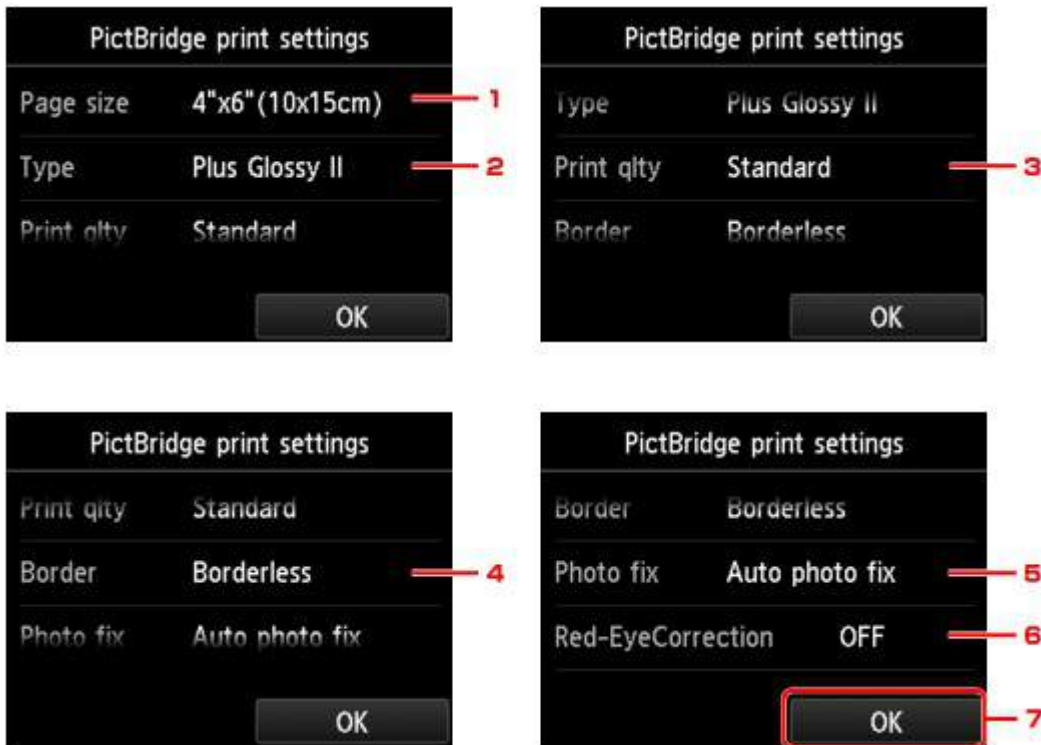 PictBridge print settings
Page size 4"x6"(10x15cm) 1
Type Plus Glossy II 2
Print qlty Standard
OK
PictBridge print settings
Type Plus Glossy II
Print qlty Standard 3
Border Borderless
OK
PictBridge print settings
Print qlty Standard
Border Borderless 4
Photo fix Auto photo fix
OK
PictBridge print settings
Border Borderless
Photo fix Auto photo fix 5
Red-EyeCorrection OFF 6
OK 7